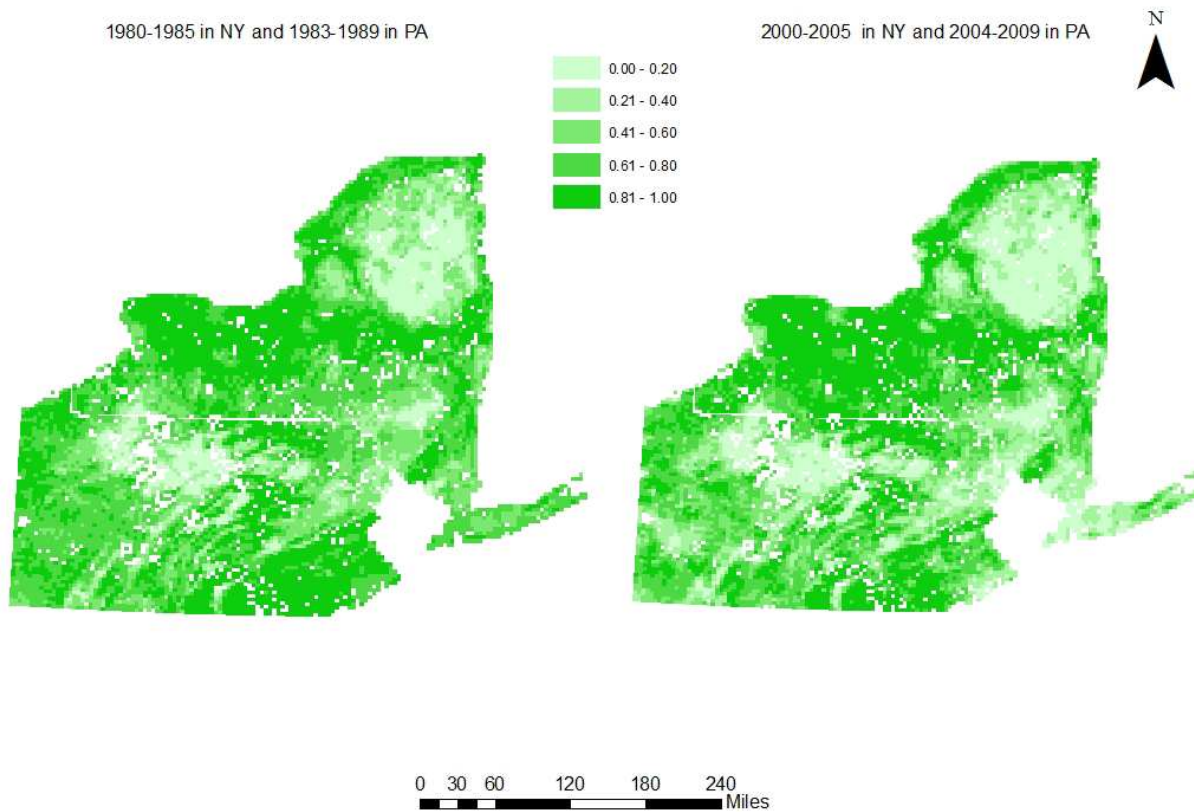 1980-1985 in NY and 1983-1989 in PA
2000-2005 in NY and 2004-2009 in PA
N
0.00 - 0.20
0.21 - 0.40
0.41 - 0.60
0.61 - 0.80
0.81 - 1.00
0 30 60 120 180 240
Miles